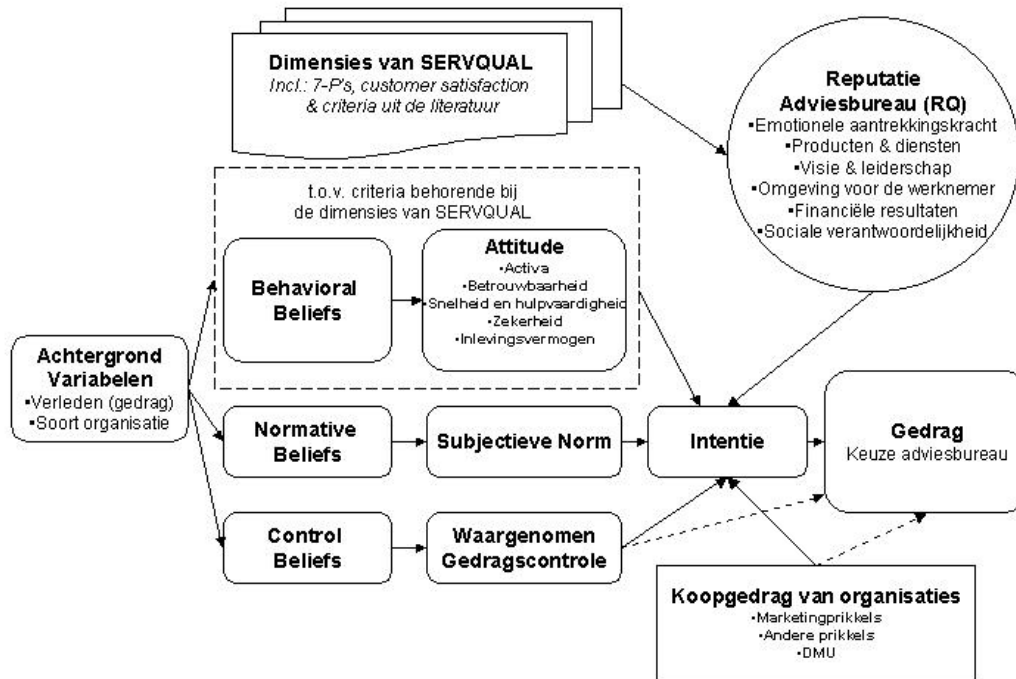 Dimensies van SERVQUAL
Incl.: 7-P's, customer satisfaction
& criteria uit de literatuur
Reputatie
Adviesbureau (RQ)
▪Emotionele aantrekkingskracht
▪Producten & diensten
▪Visie & leiderschap
▪Omgeving voor de werknemer
▪Financiële resultaten
▪Sociale verantwoordelijkheid
t.o.v. criteria behorende bij
de dimensies van SERVQUAL
Behavioral
Beliefs
Attitude
•Activa
•Betrouwbaarheid
•Snelheid en hulpvaardigheid
•Zekerheid
•Inlevingsvermogen
Achtergrond
Variabelen
▪Verleden (gedrag)
▪Soort organisatie
Normative
Beliefs
Subjectieve Norm
Intentie
Gedrag
Keuze adviesbureau
Control
Beliefs
Waargenomen
Gedragscontrole
Koopgedrag van organisaties
•Marketingprikkels
•Andere prikkels
•DMU